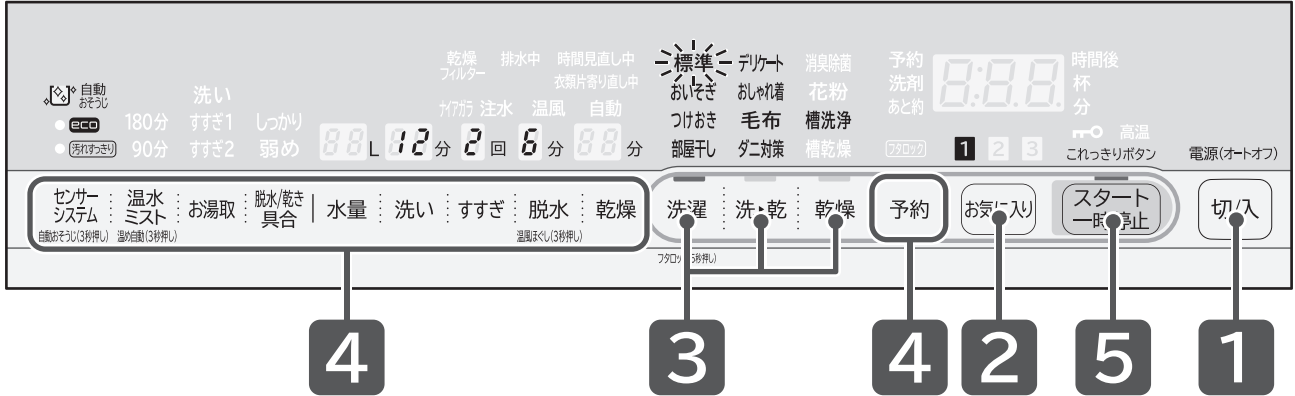 自動
おそうじ
eco
汚れすっきり
180分
90分
洗い
すすぎ1
すすぎ2
しっかり
弱め
乾燥
フィルター
排水中
時間見直し中
衣類片寄り直し中
ナイアガラ 注水 温風 自動
88 L 12 分 2 回 6 分 88 分
標準 デリケート 消臭除菌
おいそぎ おしゃれ着 花粉
つけおき 毛布 槽洗浄
部屋干し ダニ対策 槽乾燥
予約
洗剤
あと約
8:88
時間後
杯
分
高温
フタロック
1 2 3
これっきりボタン
電源(オートオフ)
センサー
システム
自動おそうじ(3秒押し)
温水
ミスト
温め自動(3秒押し)
お湯取
脱水/乾き
具合
水量
洗い
すすぎ
脱水
温風ほぐし(3秒押し)
乾燥
洗濯
洗▸乾
乾燥
予約
お気に入り
スタート
一時停止
切/入
4
3
4
2
5
1